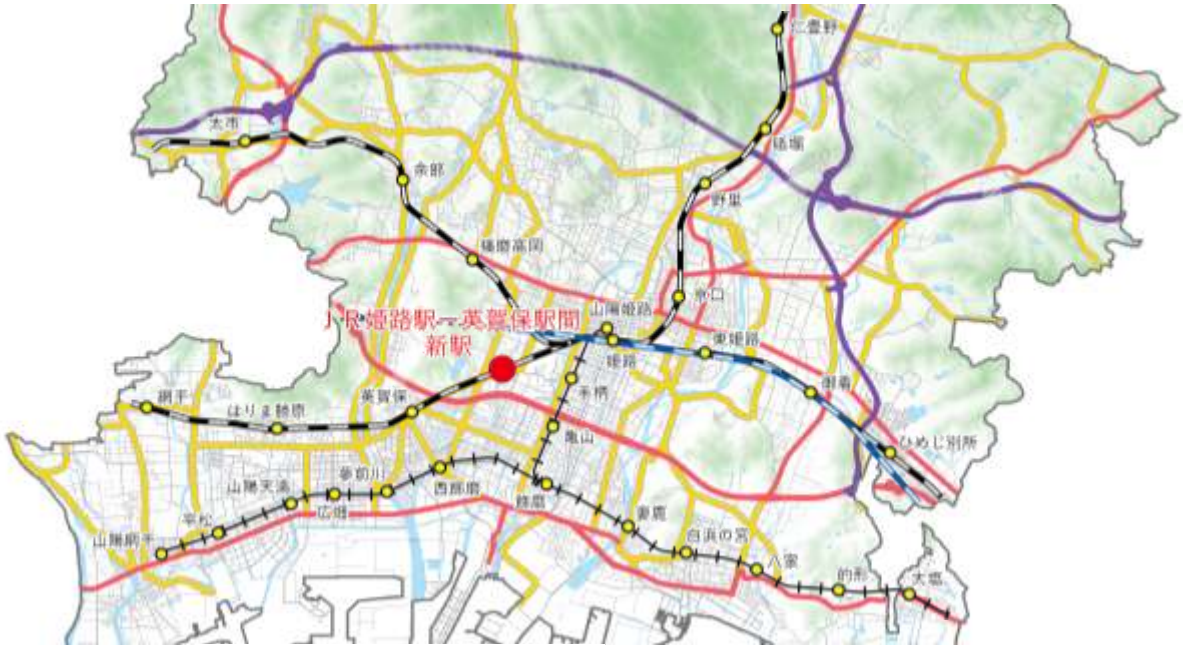 仁豊野
太市
砥堀
余部
野里
播磨高岡
京口
山陽姫路
JR姫路駅－英賀保駅間
新駅
姫路
東姫路
手柄
御着
英賀保
網干
はりま勝原
亀山
ひめじ別所
夢前川
西飾磨
山陽天満
広畑
飾磨
妻鹿
平松
山陽網干
白浜の宮
八家
的形
大塩